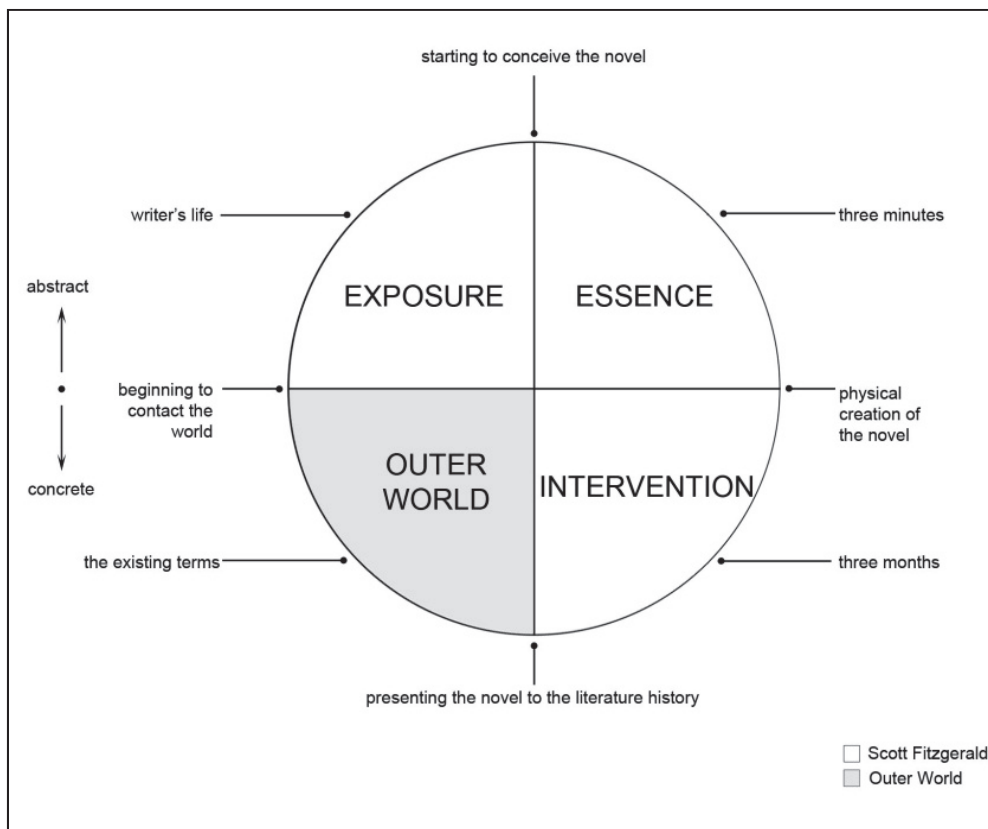 starting to conceive the novel
writer's life
three minutes
abstract
EXPOSURE
ESSENCE
beginning to
contact the
world
physical
creation of
the novel
concrete
OUTER
WORLD
INTERVENTION
the existing terms
three months
presenting the novel to the literature history
Scott Fitzgerald
Outer World